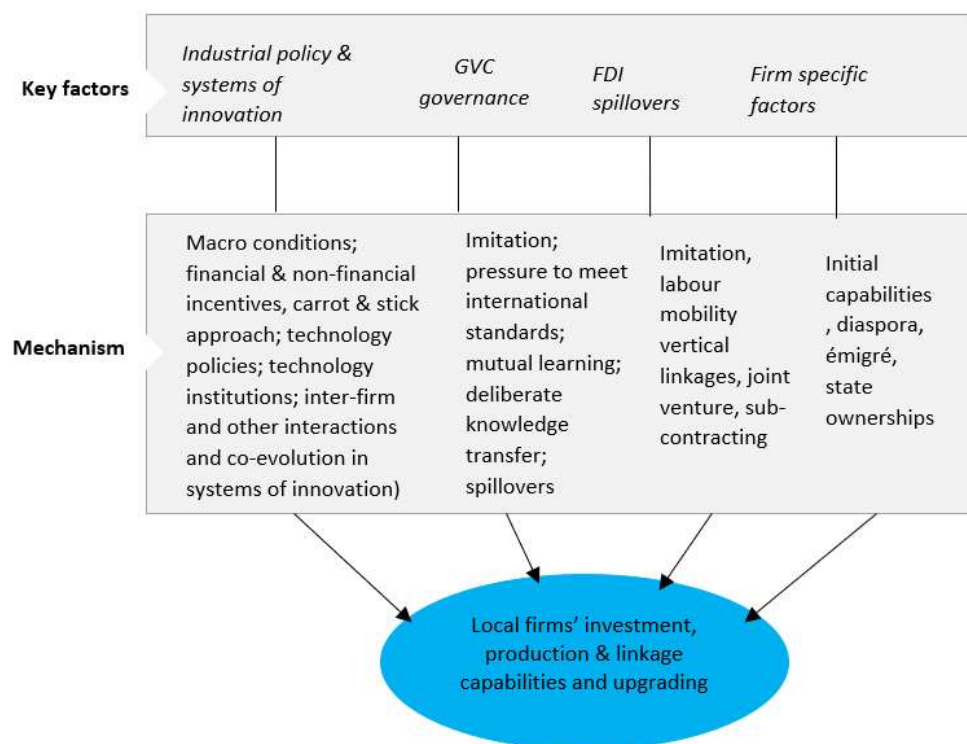 Key factors
Industrial policy &
systems of
innovation
GVC
governance
FDI
spillovers
Firm specific
factors
Mechanism
Macro conditions;
financial & non-financial
incentives, carrot & stick
approach; technology
policies; technology
institutions; inter-firm
and other interactions
and co-evolution in
systems of innovation)
Imitation;
pressure to meet
international
standards;
mutual learning;
deliberate
knowledge
transfer;
spillovers
Imitation,
labour
mobility
vertical
linkages, joint
venture, sub-
contracting
Initial
capabilities
, diaspora,
émigré,
state
ownerships
Local firms’ investment,
production & linkage
capabilities and upgrading